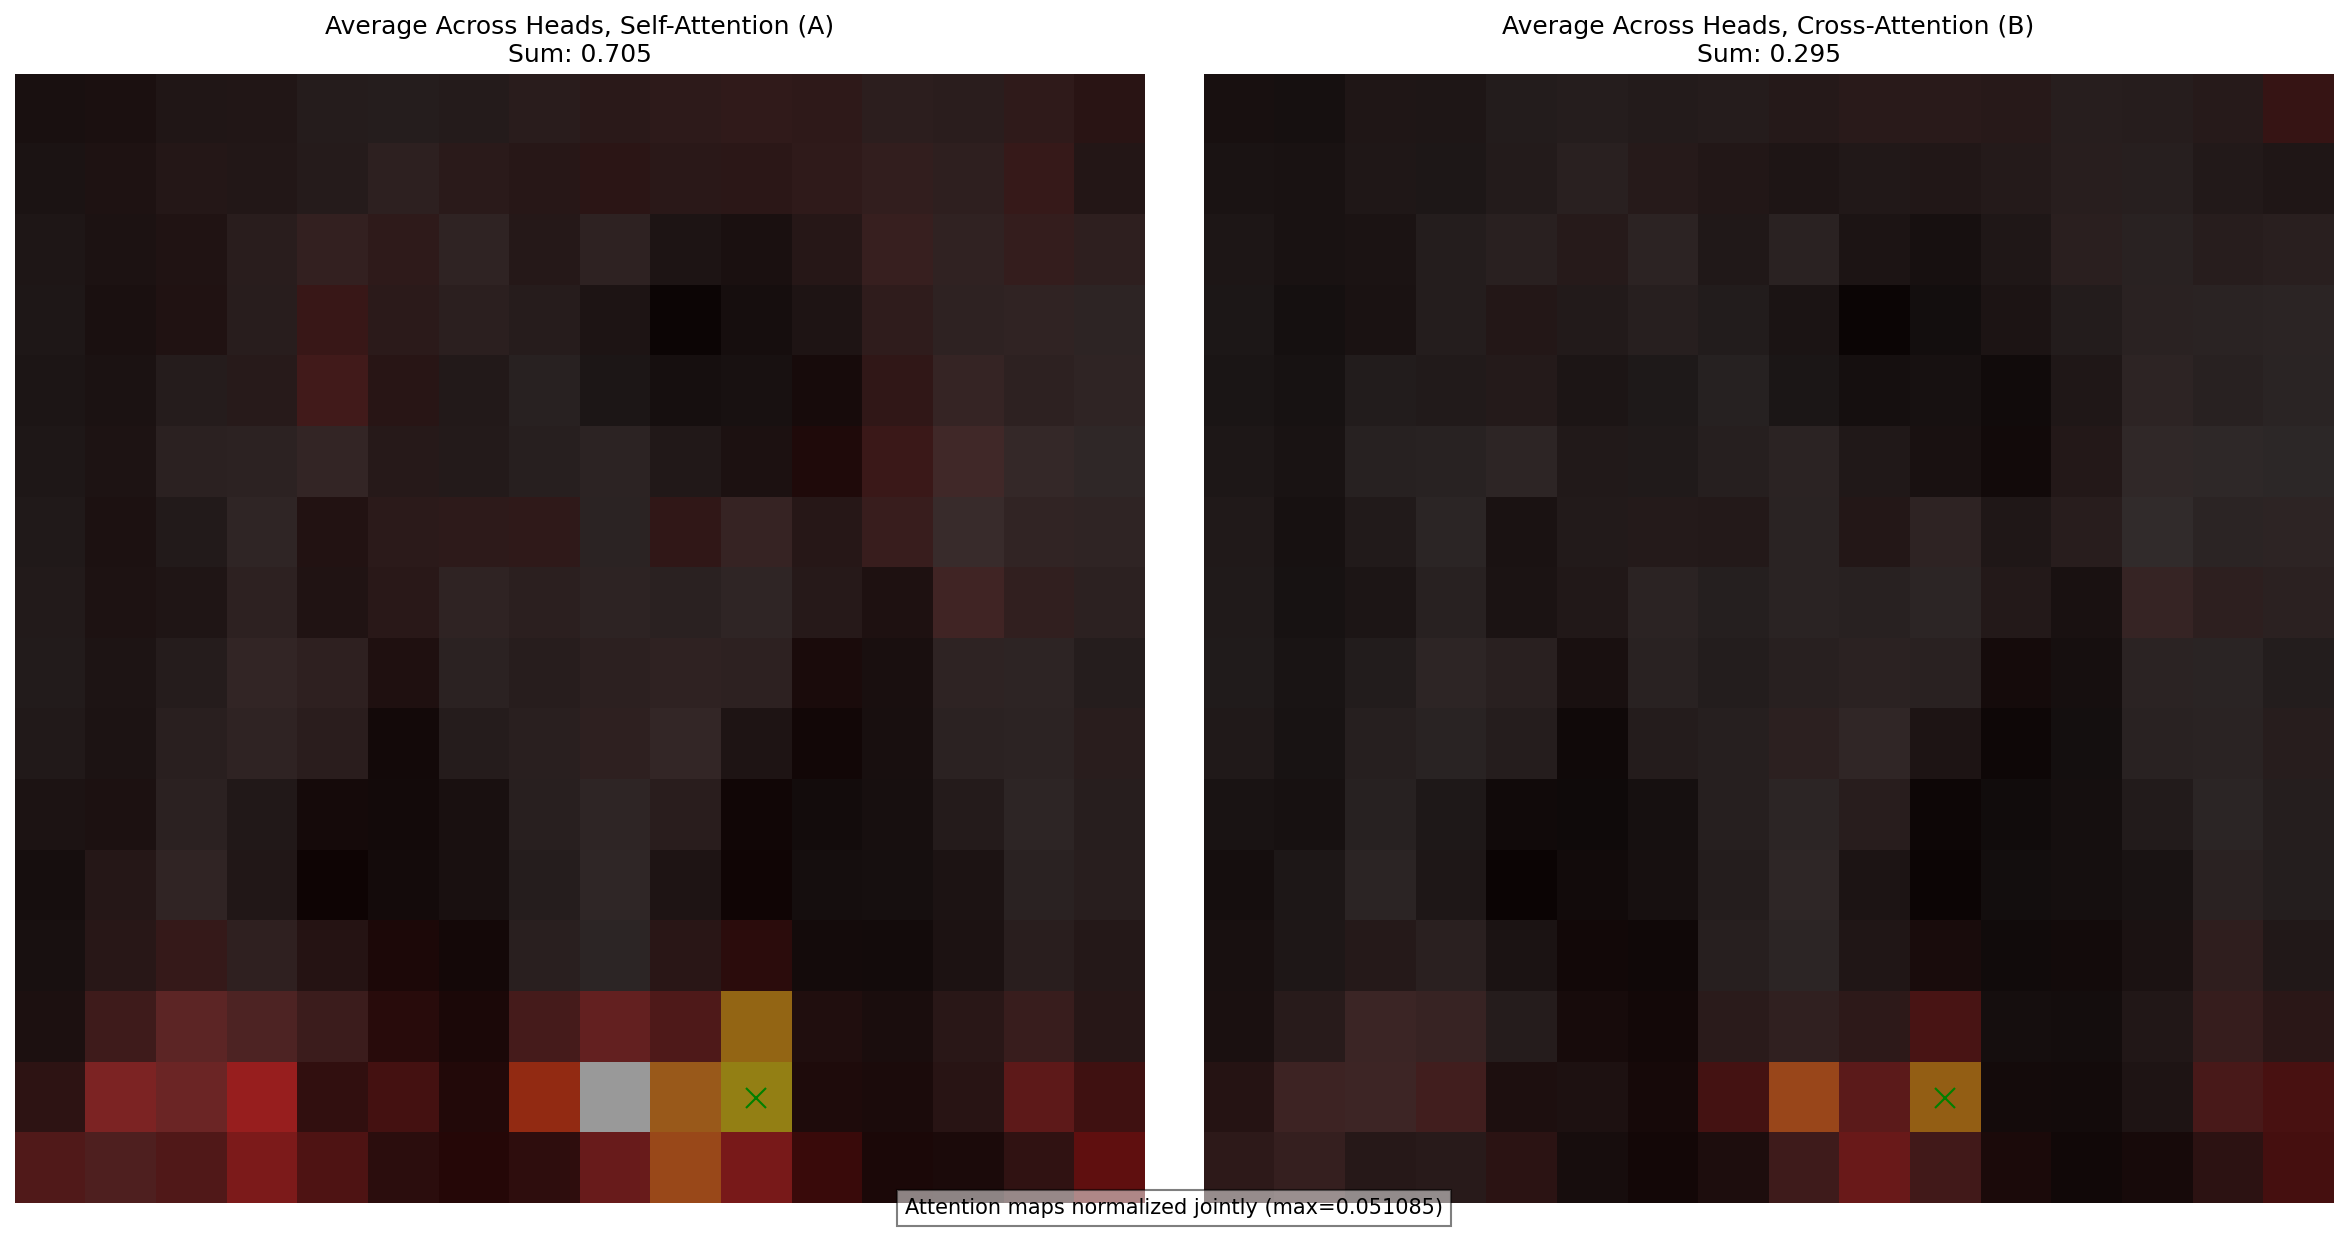 Average Across Heads, Self-Attention (A)
Sum: 0.705
Average Across Heads, Cross-Attention (B)
Sum: 0.295
Attention maps normalized jointly (max=0.051085)